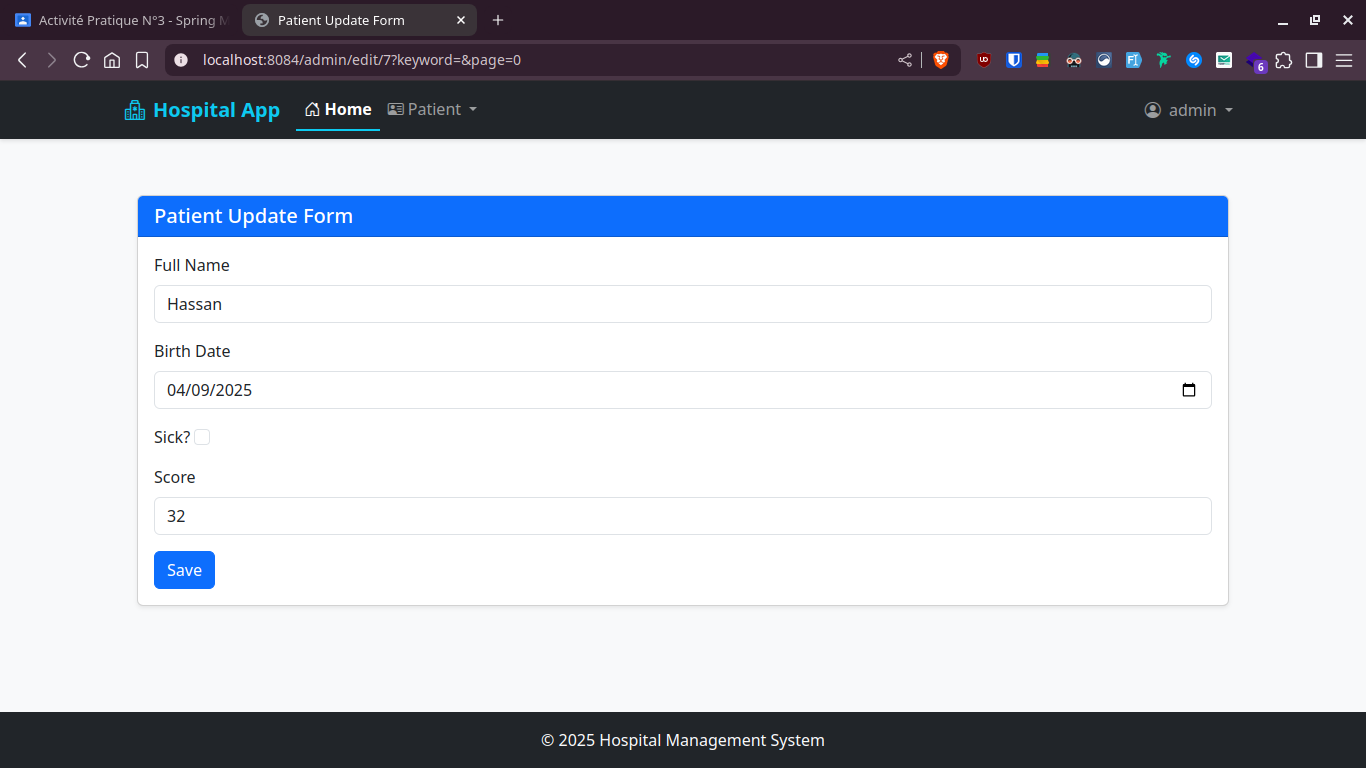 Activité Pratique N°3 - Spring M
Patient Update Form
localhost:8084/admin/edit/7?keyword=&page=0
6
Hospital App
Home
Patient
admin
Patient Update Form
Full Name
Hassan
Birth Date
04/09/2025
Sick?
Score
32
Save
© 2025 Hospital Management System